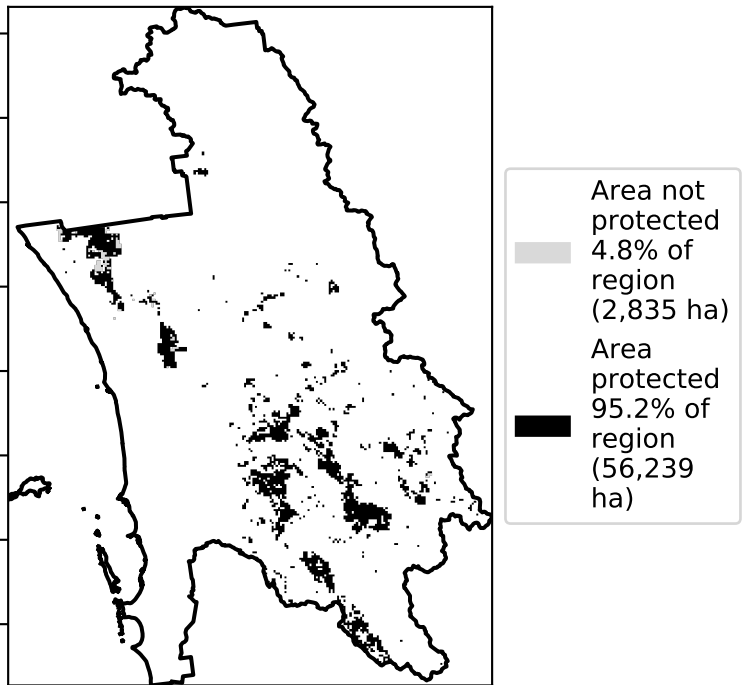 Area not
protected
4.8% of
region
(2,835 ha)
Area
protected
95.2% of
region
(56,239
ha)